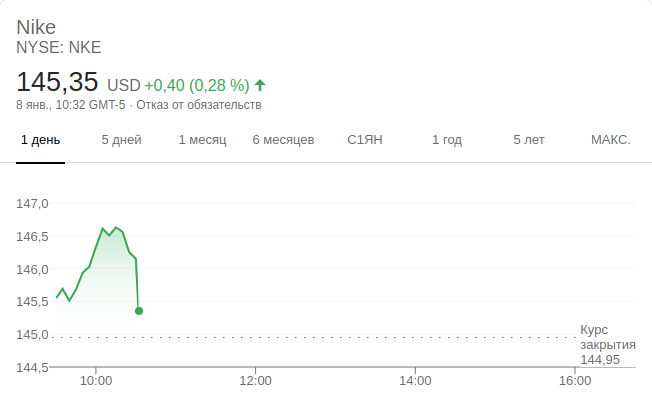 Nike
NYSE: NKE
145,35 USD +0,40 (0,28 %)
8 янв., 10:32 GMT-5 · Отказ от обязательств
1 день 5 дней 1 месяц 6 месяцев С1ЯН 1 год 5 лет МАКС.
147,0
146,5
146,0
145,5
145,0
144,5
Курс
закрытия
144,95
10:00 12:00 14:00 16:00